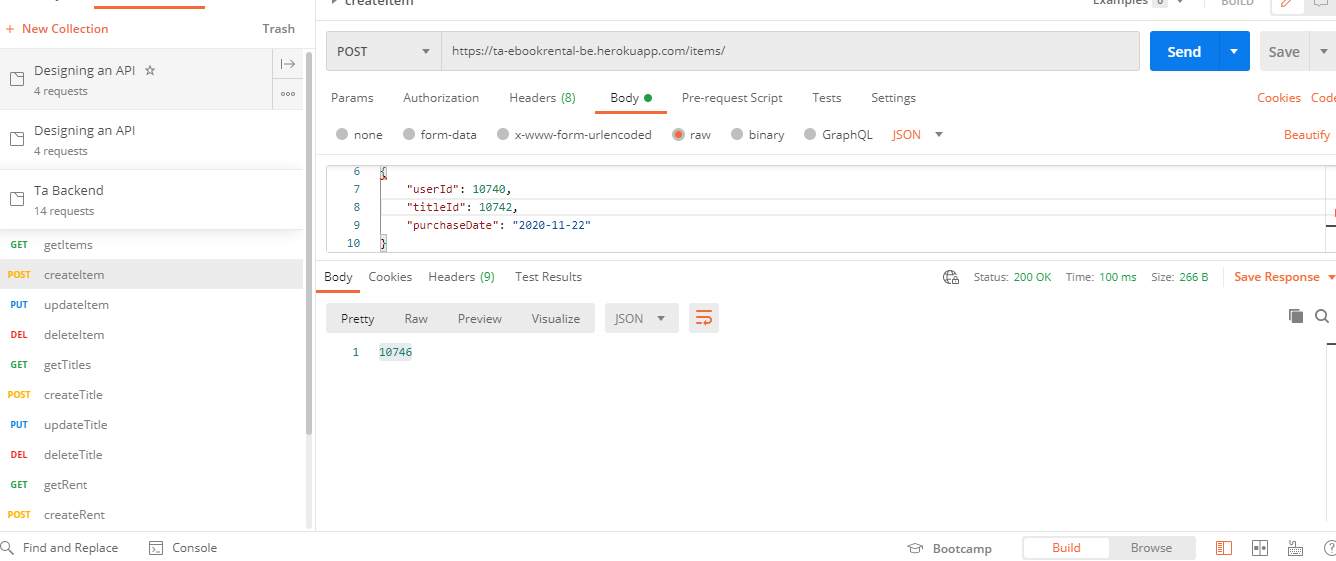 createItem
Examples 0
BUILD
+ New Collection
Trash
POST
https://ta-ebookrental-be.herokuapp.com/items/
Send
Save
Designing an API
4 requests
Params Authorization Headers (8) Body Pre-request Script Tests Settings
Cookies Code
none form-data x-www-form-urlencoded raw binary GraphQL JSON
Beautify
Designing an API
4 requests
6 {
7 "userId": 10740,
8 "titleId": 10742,
9 "purchaseDate": "2020-11-22"
10 }
Ta Backend
14 requests
GET getItems
POST createItem
PUT updateItem
DEL deleteItem
GET getTitles
POST createTitle
PUT updateTitle
DEL deleteTitle
GET getRent
POST createRent
Body Cookies Headers (9) Test Results
Status: 200 OK Time: 100 ms Size: 266 B
Save Response
Pretty Raw Preview Visualize JSON
1 10746
Find and Replace Console
Bootcamp Build Browse